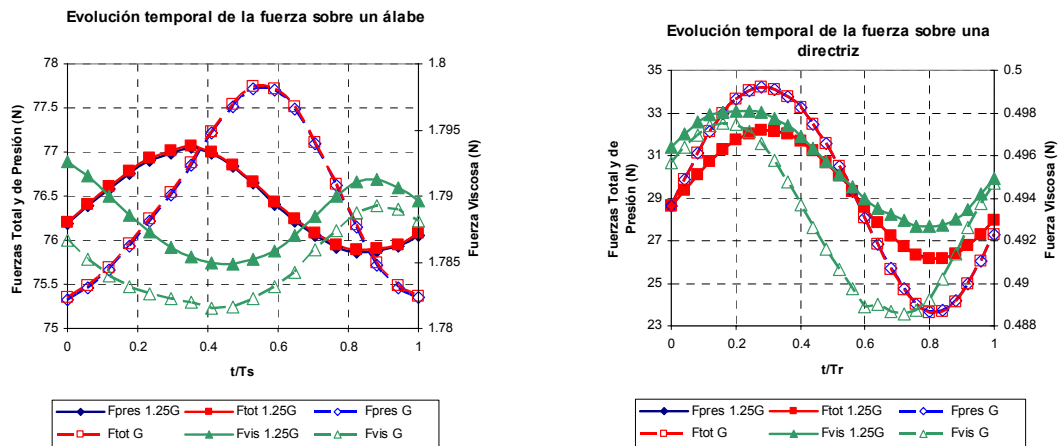 Evolución temporal de la fuerza sobre un álabe
Fuerzas Total y de Presión (N)
78
77.5
77
76.5
76
75.5
75
1.8
1.795
1.79
1.785
1.78
Fuerza Viscosa (N)
0
0.2
0.4
0.6
0.8
1
t/Ts
Fpres 1.25G
Ftot 1.25G
Fpres G
Ftot G
Fvis 1.25G
Fvis G
Evolución temporal de la fuerza sobre una
directriz
Fuerzas Total y de
Presión (N)
35
33
31
29
27
25
23
0.5
0.498
0.496
0.494
0.492
0.49
0.488
Fuerza Viscosa (N)
0
0.2
0.4
0.6
0.8
1
t/Tr
Fpres 1.25G
Ftot 1.25G
Fpres G
Ftot G
Fvis 1.25G
Fvis G